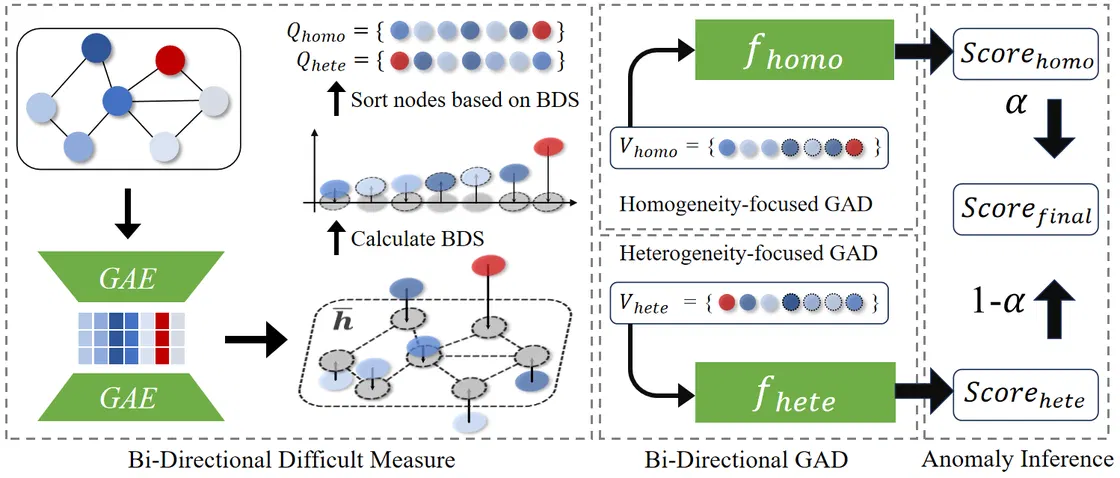 Q_homo = { }
Q_hete = { }
Sort nodes based on BDS
Calculate BDS
GAE
GAE
h̅
Bi-Directional Difficult Measure
f_homo
V_homo = { }
Homogeneity-focused GAD
Heterogeneity-focused GAD
V_hete = { }
f_hete
Bi-Directional GAD
Score_homo
α
Score_final
1-α
Score_hete
Anomaly Inference